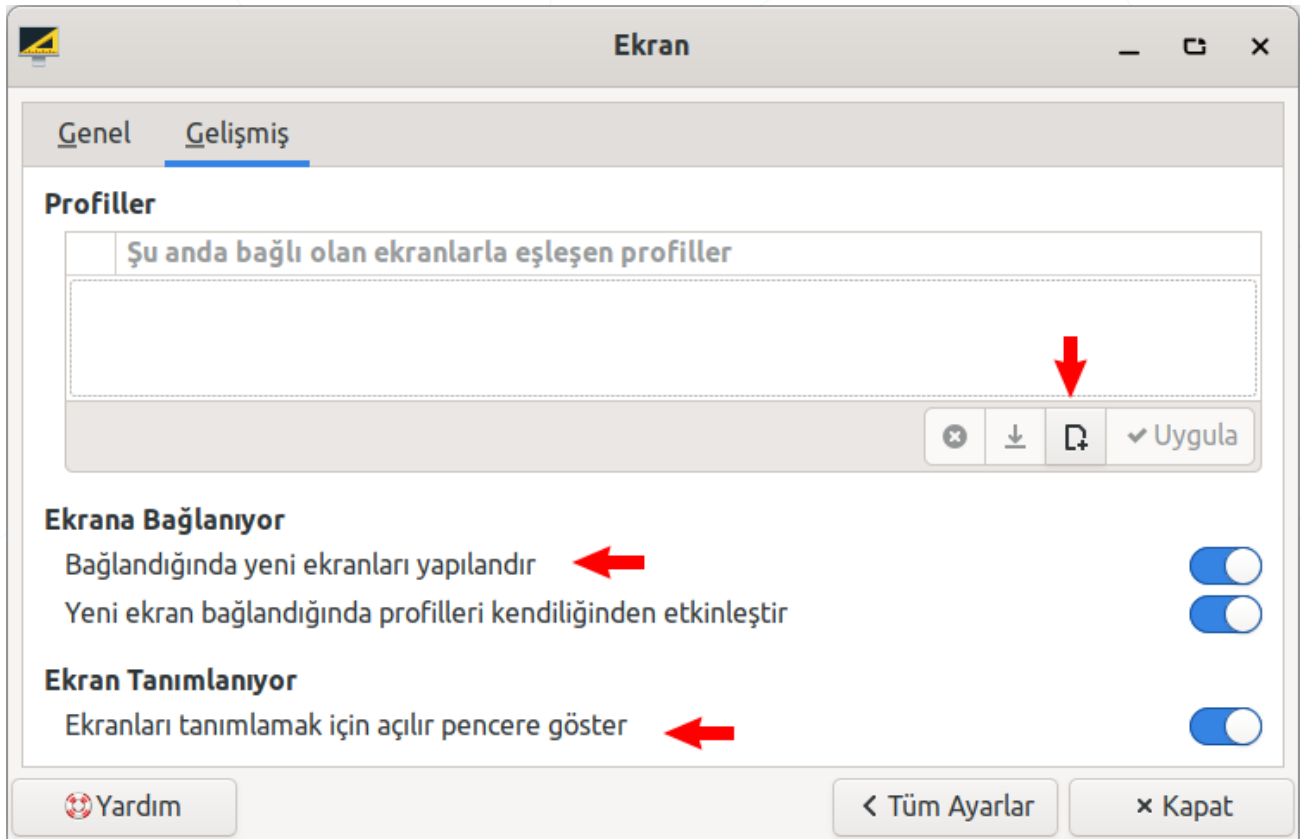 Ekran
Genel Gelişmiş
Profiller
Şu anda bağlı olan ekranlarla eşleşen profiller
Uygula
Ekrana Bağlanıyor
Bağlandığında yeni ekranları yapılandır
Yeni ekran bağlandığında profilleri kendiliğinden etkinleştir
Ekran Tanımlanıyor
Ekranları tanımlamak için açılır pencere göster
Yardım Tüm Ayarlar Kapat